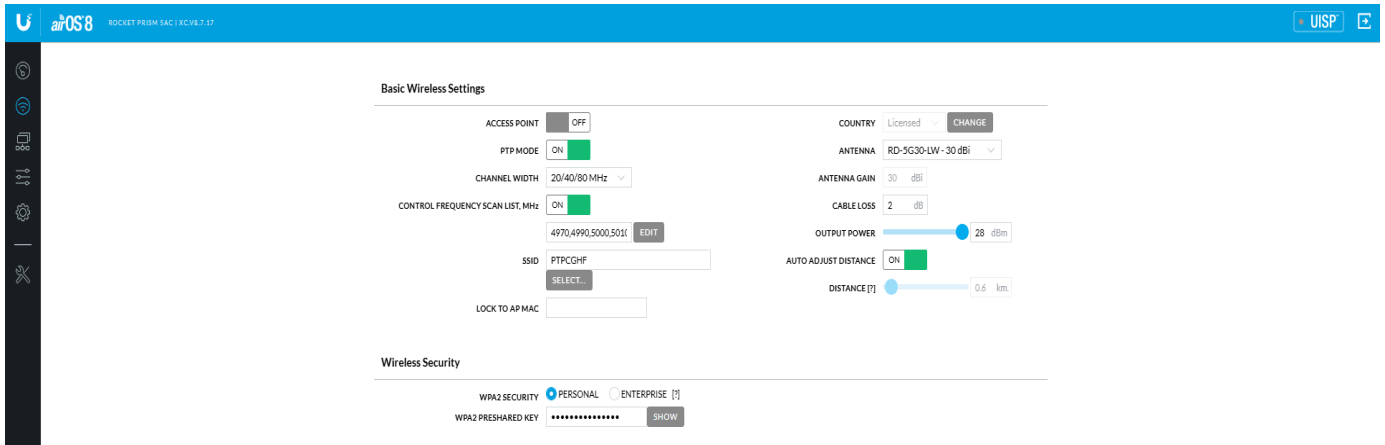 airOS 8 ROCKET PRISM 5AC | XC.V8.7.17 UISP
Basic Wireless Settings
ACCESS POINT OFF
PTP MODE ON
CHANNEL WIDTH 20/40/80 MHz
CONTROL FREQUENCY SCAN LIST, MHz ON
4970,4990,5000,501( EDIT
SSID PTPCGHF
SELECT...
LOCK TO AP MAC
COUNTRY Licensed CHANGE
ANTENNA RD-5G30-LW - 30 dBi
ANTENNA GAIN 30 dBi
CABLE LOSS 2 dB
OUTPUT POWER 28 dBm
AUTO ADJUST DISTANCE ON
DISTANCE [?] 0.6 km.
Wireless Security
WPA2 SECURITY PERSONAL ENTERPRISE [?]
WPA2 PRESHARED KEY ••••••••••••••• SHOW